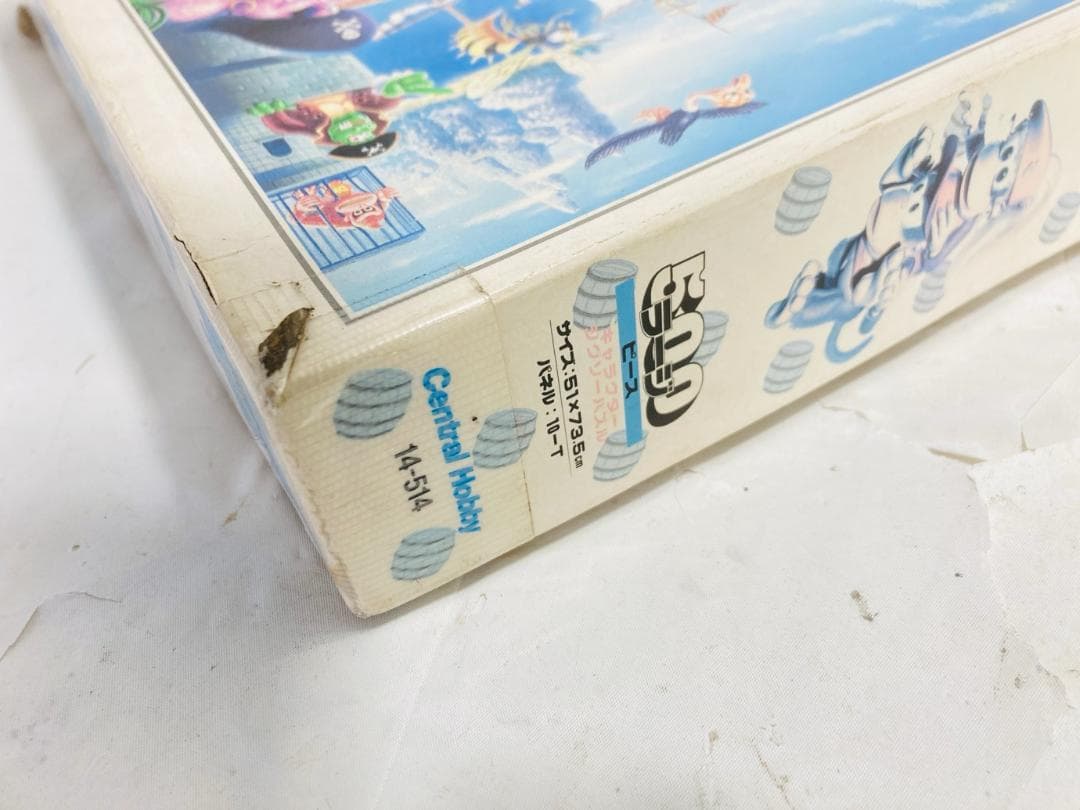 ピース
キャラクター
ジグソーパズル
サイズ:51×73.5㎝
パネル:10-T
Central Hobby
14-514